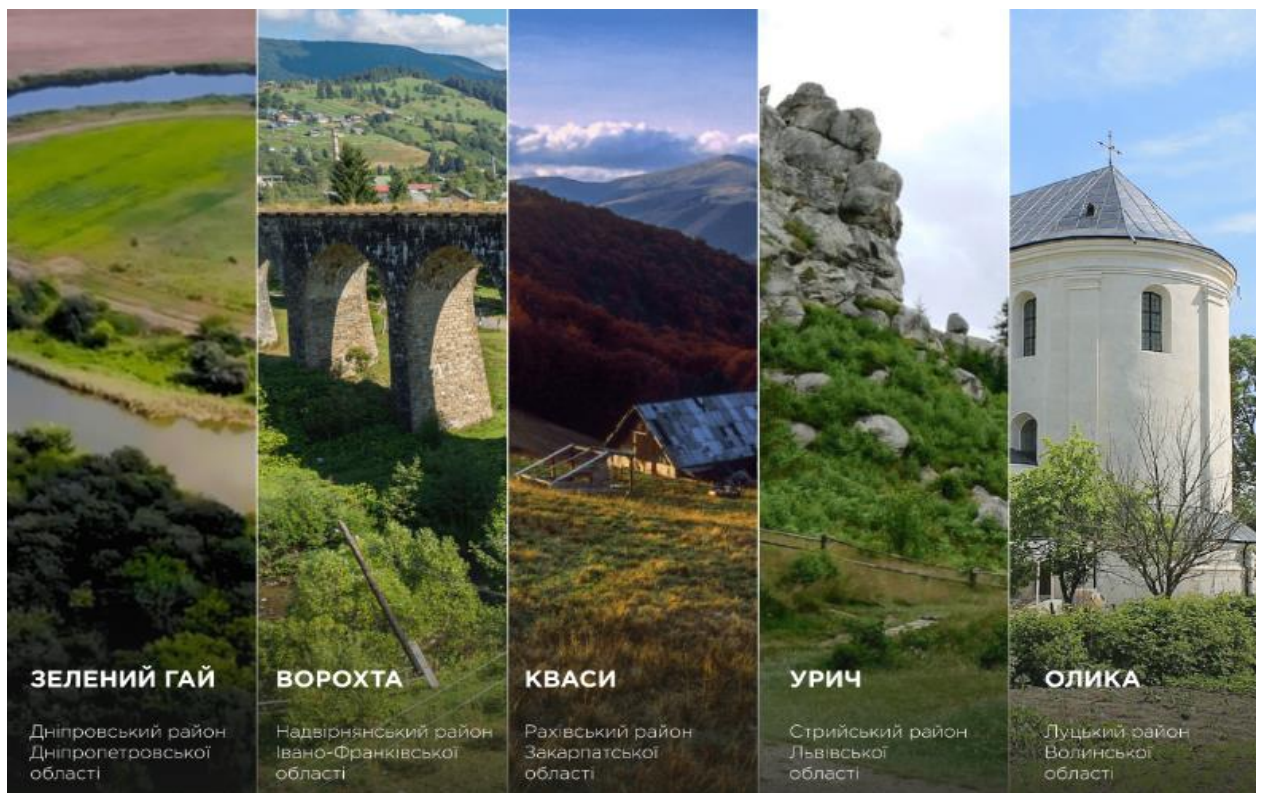 ЗЕЛЕНИЙ ГАЙ
Дніпровський район
Дніпропетровської
області
ВОРОХТА
Надвірнянський район
Івано-Франківської
області
КВАСИ
Рахівський район
Закарпатської
області
УРИЧ
Стрийський район
Львівської
області
ОЛИКА
Луцький район
Волинської
області